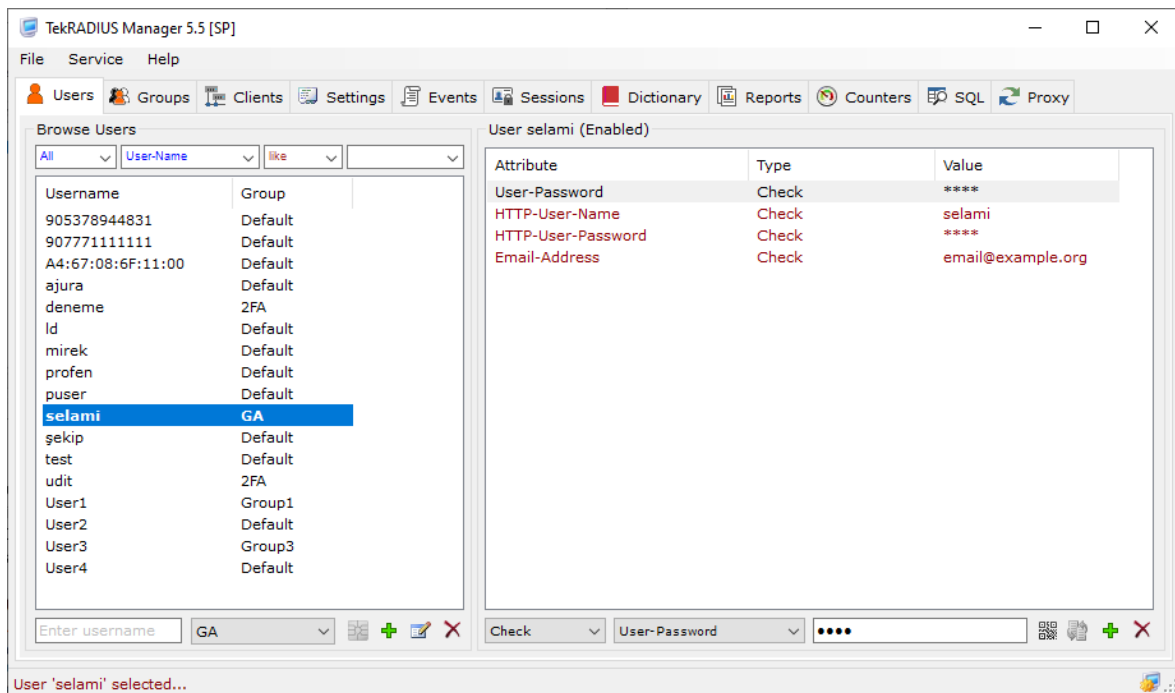 TekRADIUS Manager 5.5 [SP]
File Service Help
Users Groups Clients Settings Events Sessions Dictionary Reports Counters SQL Proxy
Browse Users
All User-Name like
Username Group
905378944831 Default
907771111111 Default
A4:67:08:6F:11:00 Default
ajura Default
deneme 2FA
ld Default
mirek Default
profen Default
puser Default
selami GA
şekip Default
test Default
udit 2FA
User1 Group1
User2 Default
User3 Group3
User4 Default
Enter username GA
User selami (Enabled)
Attribute Type Value
User-Password Check ****
HTTP-User-Name Check selami
HTTP-User-Password Check ****
Email-Address Check email@example.org
Check User-Password ••••
User 'selami' selected...